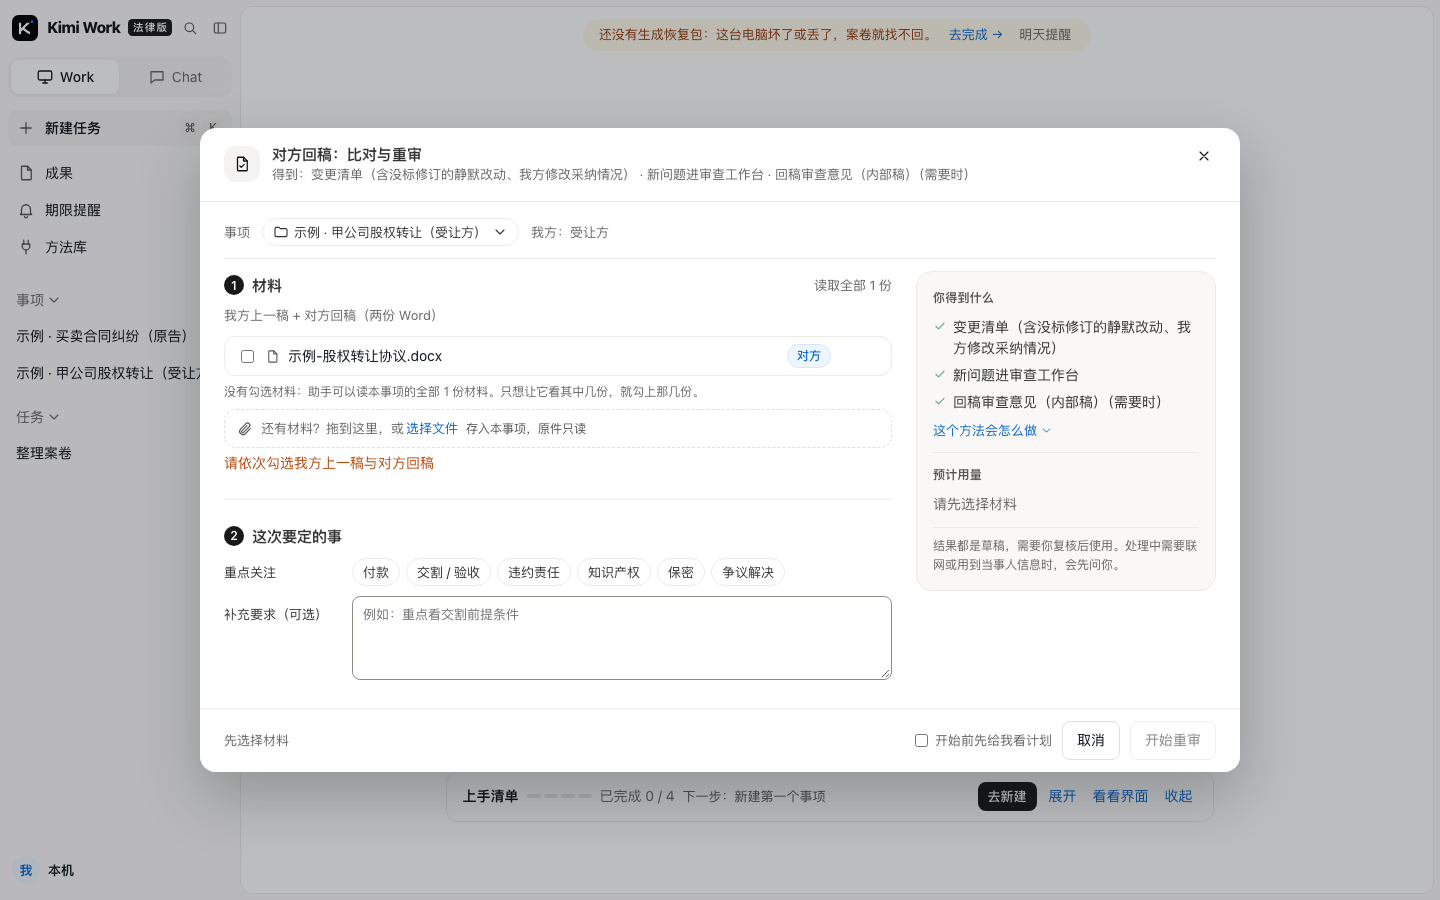 Kimi Work 法律版
还没有生成恢复包：这台电脑坏了或丢了，案卷就找不回。 去完成 → 明天提醒
Work
Chat
新建任务 ⌘ K
成果
期限提醒
方法库
事项
示例 · 买卖合同纠纷（原告）
示例 · 甲公司股权转让（受让方
任务
整理案卷
对方回稿：比对与重审
得到：变更清单（含没标修订的静默改动、我方修改采纳情况） · 新问题进审查工作台 · 回稿审查意见（内部稿）（需要时）
事项 示例 · 甲公司股权转让（受让方） 我方：受让方
1 材料 读取全部 1 份
我方上一稿 + 对方回稿（两份 Word）
示例-股权转让协议.docx 对方
没有勾选材料：助手可以读本事项的全部 1 份材料。只想让它看其中几份，就勾上那几份。
还有材料？拖到这里，或 选择文件 存入本事项，原件只读
请依次勾选我方上一稿与对方回稿
2 这次要定的事
重点关注 付款 交割 / 验收 违约责任 知识产权 保密 争议解决
补充要求（可选） 例如：重点看交割前提条件
你得到什么
变更清单（含没标修订的静默改动、我
方修改采纳情况）
新问题进审查工作台
回稿审查意见（内部稿）（需要时）
这个方法会怎么做
预计用量
请先选择材料
结果都是草稿，需要你复核后使用。处理中需要联
网或用到当事人信息时，会先问你。
先选择材料 开始前先给我看计划 取消 开始重审
上手清单 已完成 0 / 4 下一步：新建第一个事项 去新建 展开 看看界面 收起
我 本机